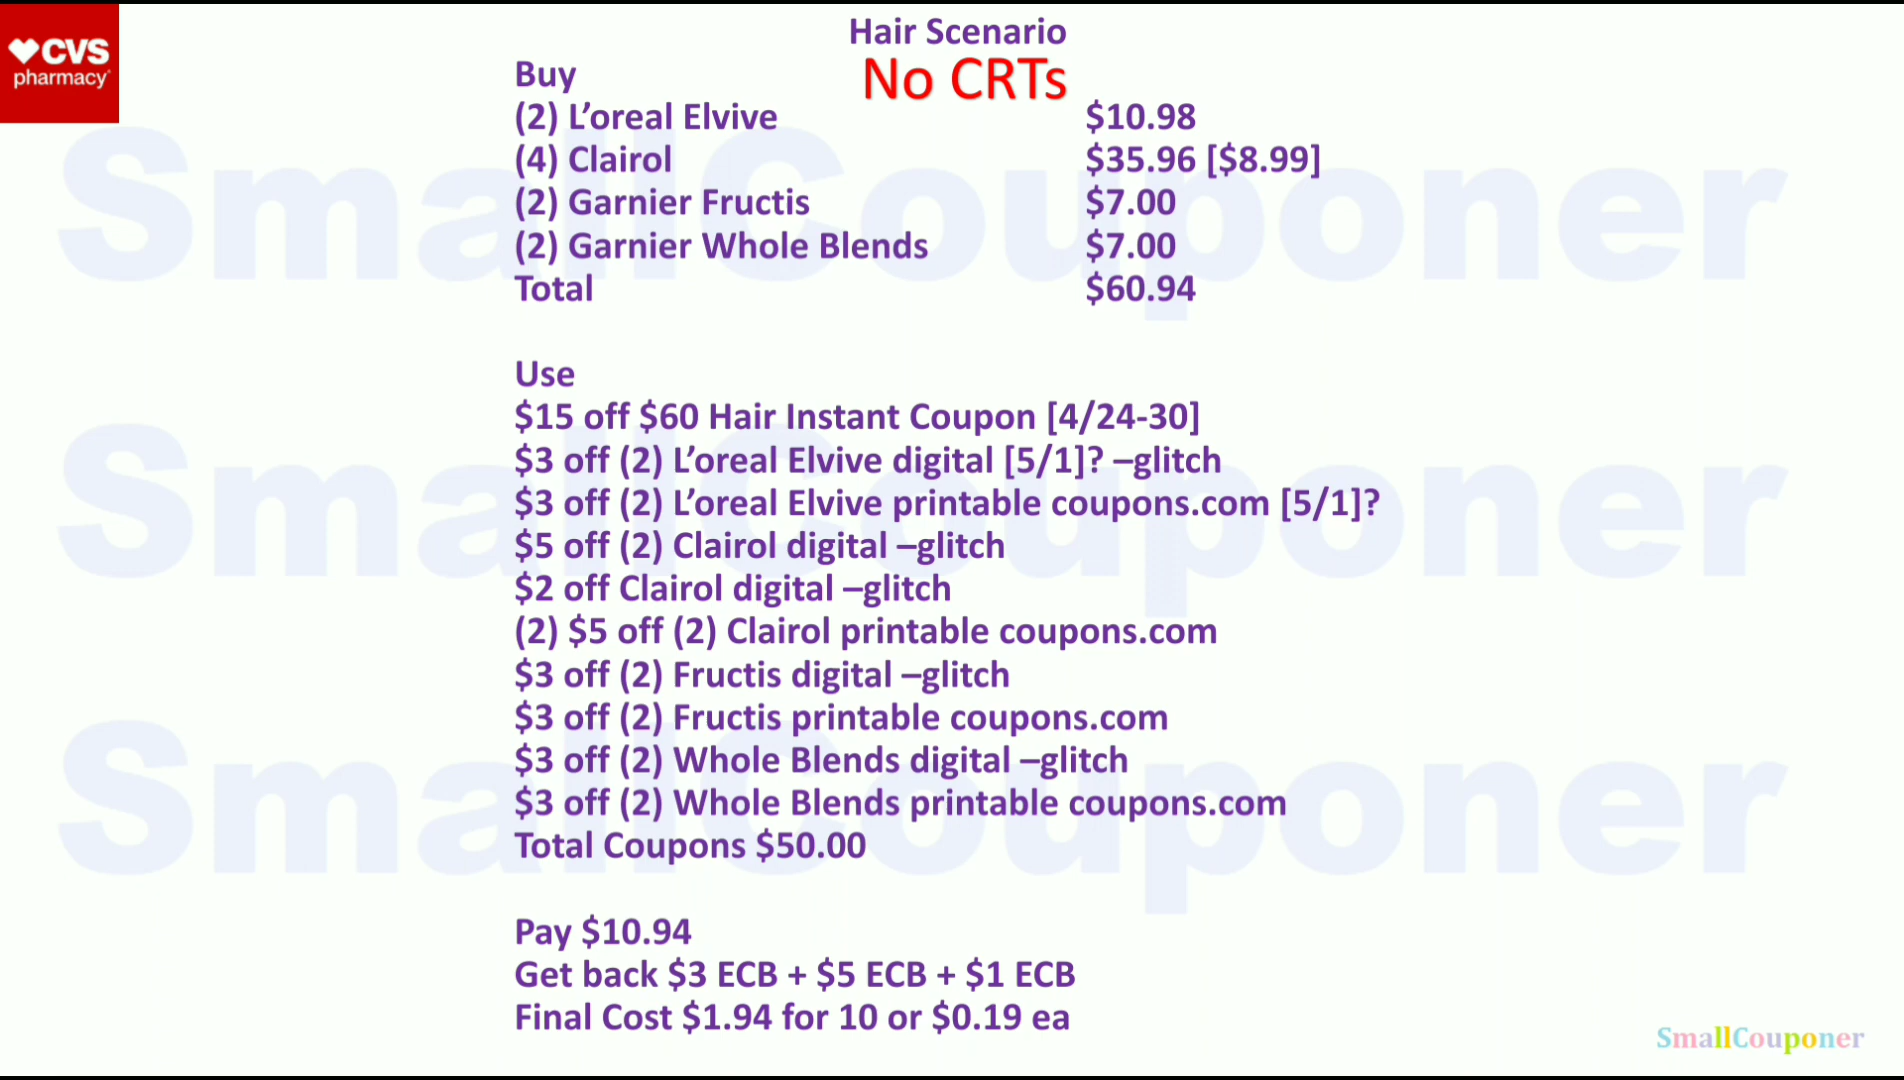 CVS
pharmacy
Hair Scenario
No CRTs
Buy
(2) L'oreal Elvive $10.98
(4) Clairol $35.96 [$8.99]
(2) Garnier Fructis $7.00
(2) Garnier Whole Blends $7.00
Total $60.94
Use
$15 off $60 Hair Instant Coupon [4/24-30]
$3 off (2) L'oreal Elvive digital [5/1]? –glitch
$3 off (2) L'oreal Elvive printable coupons.com [5/1]?
$5 off (2) Clairol digital –glitch
$2 off Clairol digital –glitch
(2) $5 off (2) Clairol printable coupons.com
$3 off (2) Fructis digital –glitch
$3 off (2) Fructis printable coupons.com
$3 off (2) Whole Blends digital –glitch
$3 off (2) Whole Blends printable coupons.com
Total Coupons $50.00
Pay $10.94
Get back $3 ECB + $5 ECB + $1 ECB
Final Cost $1.94 for 10 or $0.19 ea
SmallCouponer
SmallCouponer
SmallCouponer
SmallCouponer